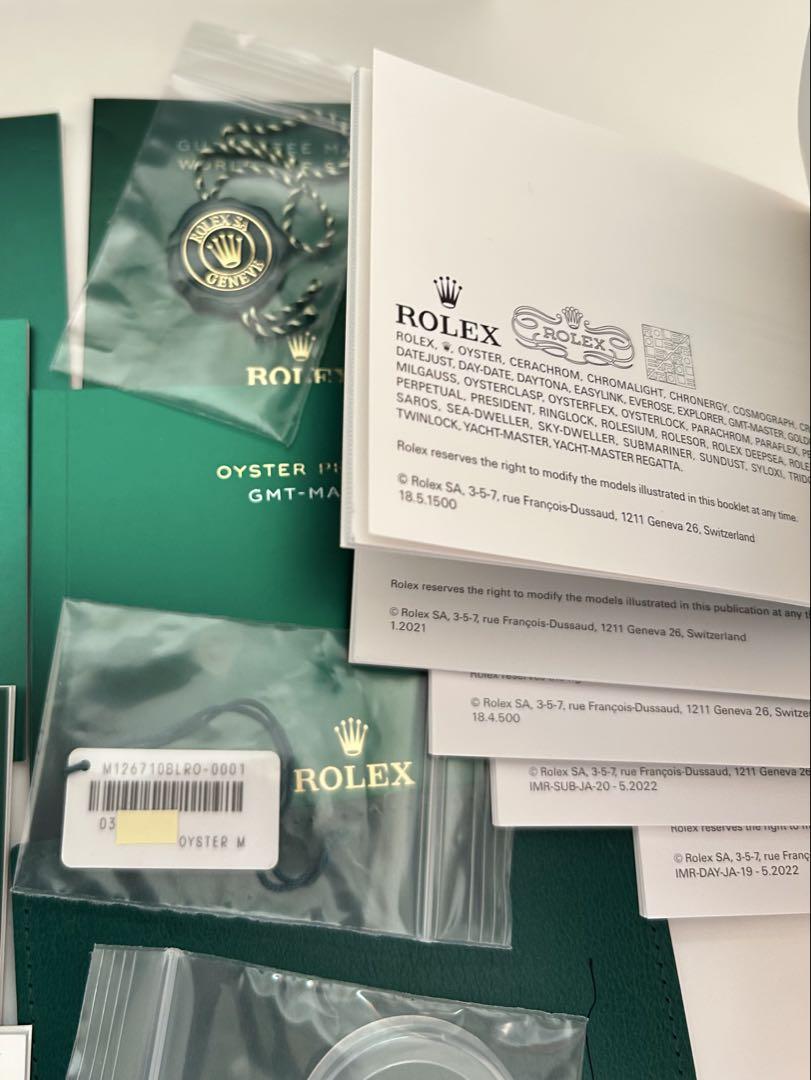 ROLEX SA
GENEVE
ROLEX
OYSTER
GMT-MA
ROLEX
ROLEX
ROLEX, OYSTER, CERACHROM, CHROMALIGHT, CHRONERGY, COSMOGRAPH,
DATEJUST, DAY-DATE, DAYTONA, EASYLINK, EVEROSE, EXPLORER, GMT-MASTER,
MILGAUSS, OYSTERCLASP, OYSTERFLEX, OYSTERLOCK, PARACHROM, PARAFLEX,
PERPETUAL, PRESIDENT, RINGLOCK, ROLESIUM, ROLESOR, ROLEX DEEPSEA,
SAROS, SEA-DWELLER, SKY-DWELLER, SUBMARINER, SUNDUST, SYLOXI,
TWINLOCK, YACHT-MASTER, YACHT-MASTER REGATTA.
Rolex reserves the right to modify the models illustrated in this booklet at any time.
© Rolex SA, 3-5-7, rue François-Dussaud, 1211 Geneva 26, Switzerland
18.5.1500
Rolex reserves the right to modify the models illustrated in this publication at any
© Rolex SA, 3-5-7, rue François-Dussaud, 1211 Geneva 26, Switzerland
1.2021
© Rolex SA, 3-5-7, rue François-Dussaud, 1211 Geneva 26,
18.4.500
© Rolex SA, 3-5-7, rue François-Dussaud, 1211 Geneva
IMR-SUB-JA-20 - 5.2022
© Rolex SA, 3-5-7, rue
IMR-DAY-JA-19 - 5.2022
M126710BLRO-0001
03
OYSTER M
ROLEX